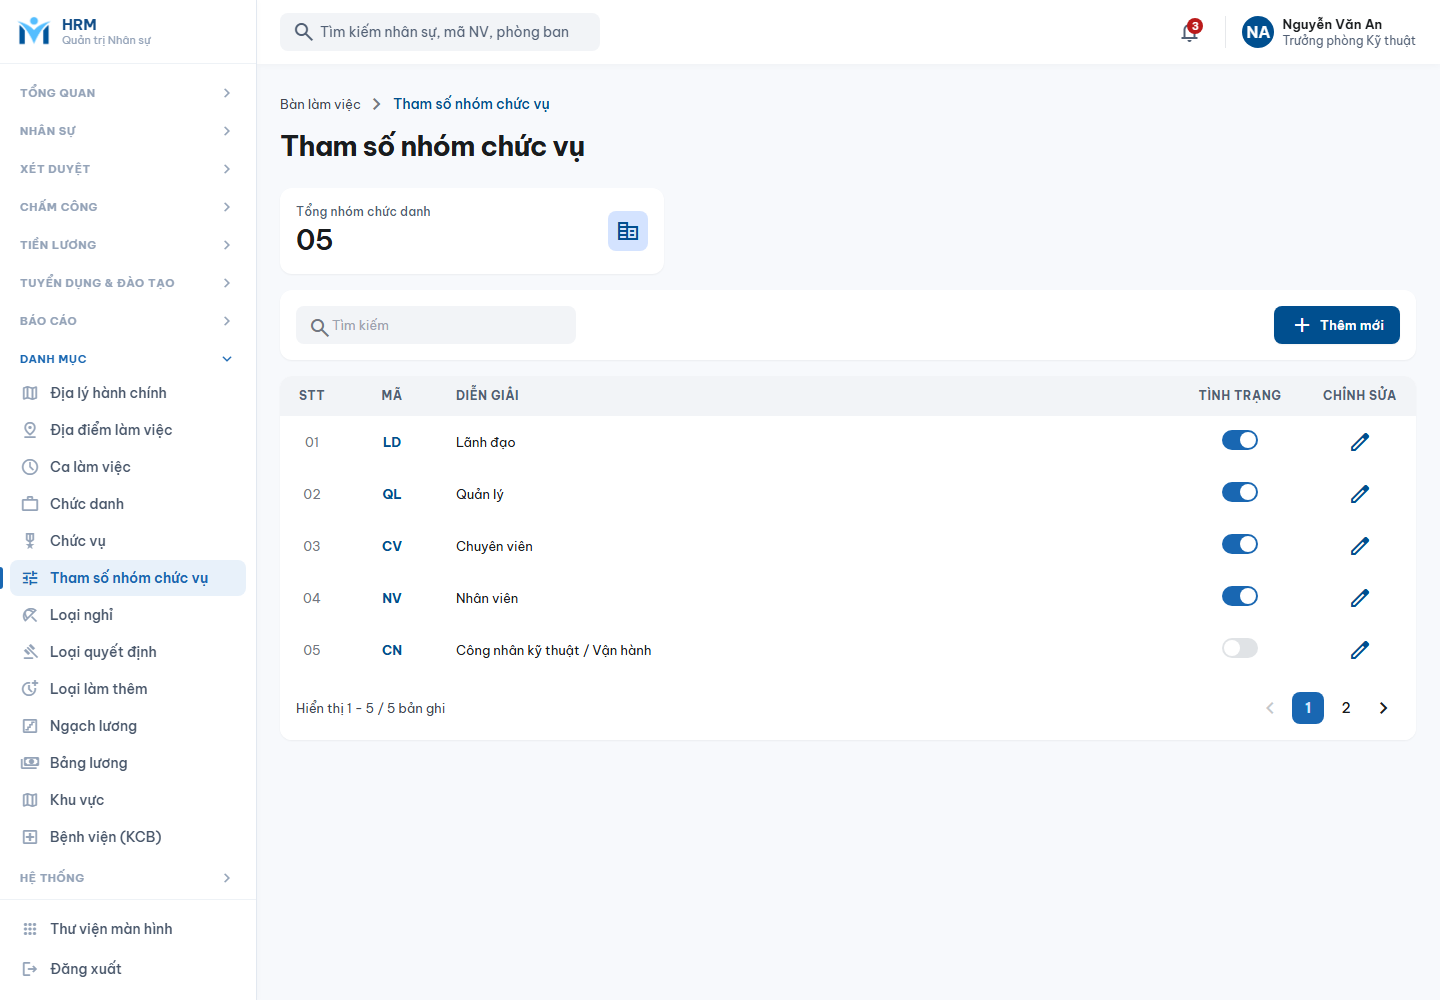 HRM
Quản trị Nhân sự
Tìm kiếm nhân sự, mã NV, phòng ban
3
NA
Nguyễn Văn An
Trưởng phòng Kỹ thuật
TỔNG QUAN
NHÂN SỰ
XÉT DUYỆT
CHẤM CÔNG
TIỀN LƯƠNG
TUYỂN DỤNG & ĐÀO TẠO
BÁO CÁO
DANH MỤC
Địa lý hành chính
Địa điểm làm việc
Ca làm việc
Chức danh
Chức vụ
Tham số nhóm chức vụ
Loại nghỉ
Loại quyết định
Loại làm thêm
Ngạch lương
Bảng lương
Khu vực
Bệnh viện (KCB)
HỆ THỐNG
Thư viện màn hình
Đăng xuất
Bàn làm việc
Tham số nhóm chức vụ
Tham số nhóm chức vụ
Tổng nhóm chức danh
05
Tìm kiếm
Thêm mới
STT MÃ DIỄN GIẢI TÌNH TRẠNG CHỈNH SỬA
01 LD Lãnh đạo
02 QL Quản lý
03 CV Chuyên viên
04 NV Nhân viên
05 CN Công nhân kỹ thuật / Vận hành
Hiển thị 1 - 5 / 5 bản ghi
1 2